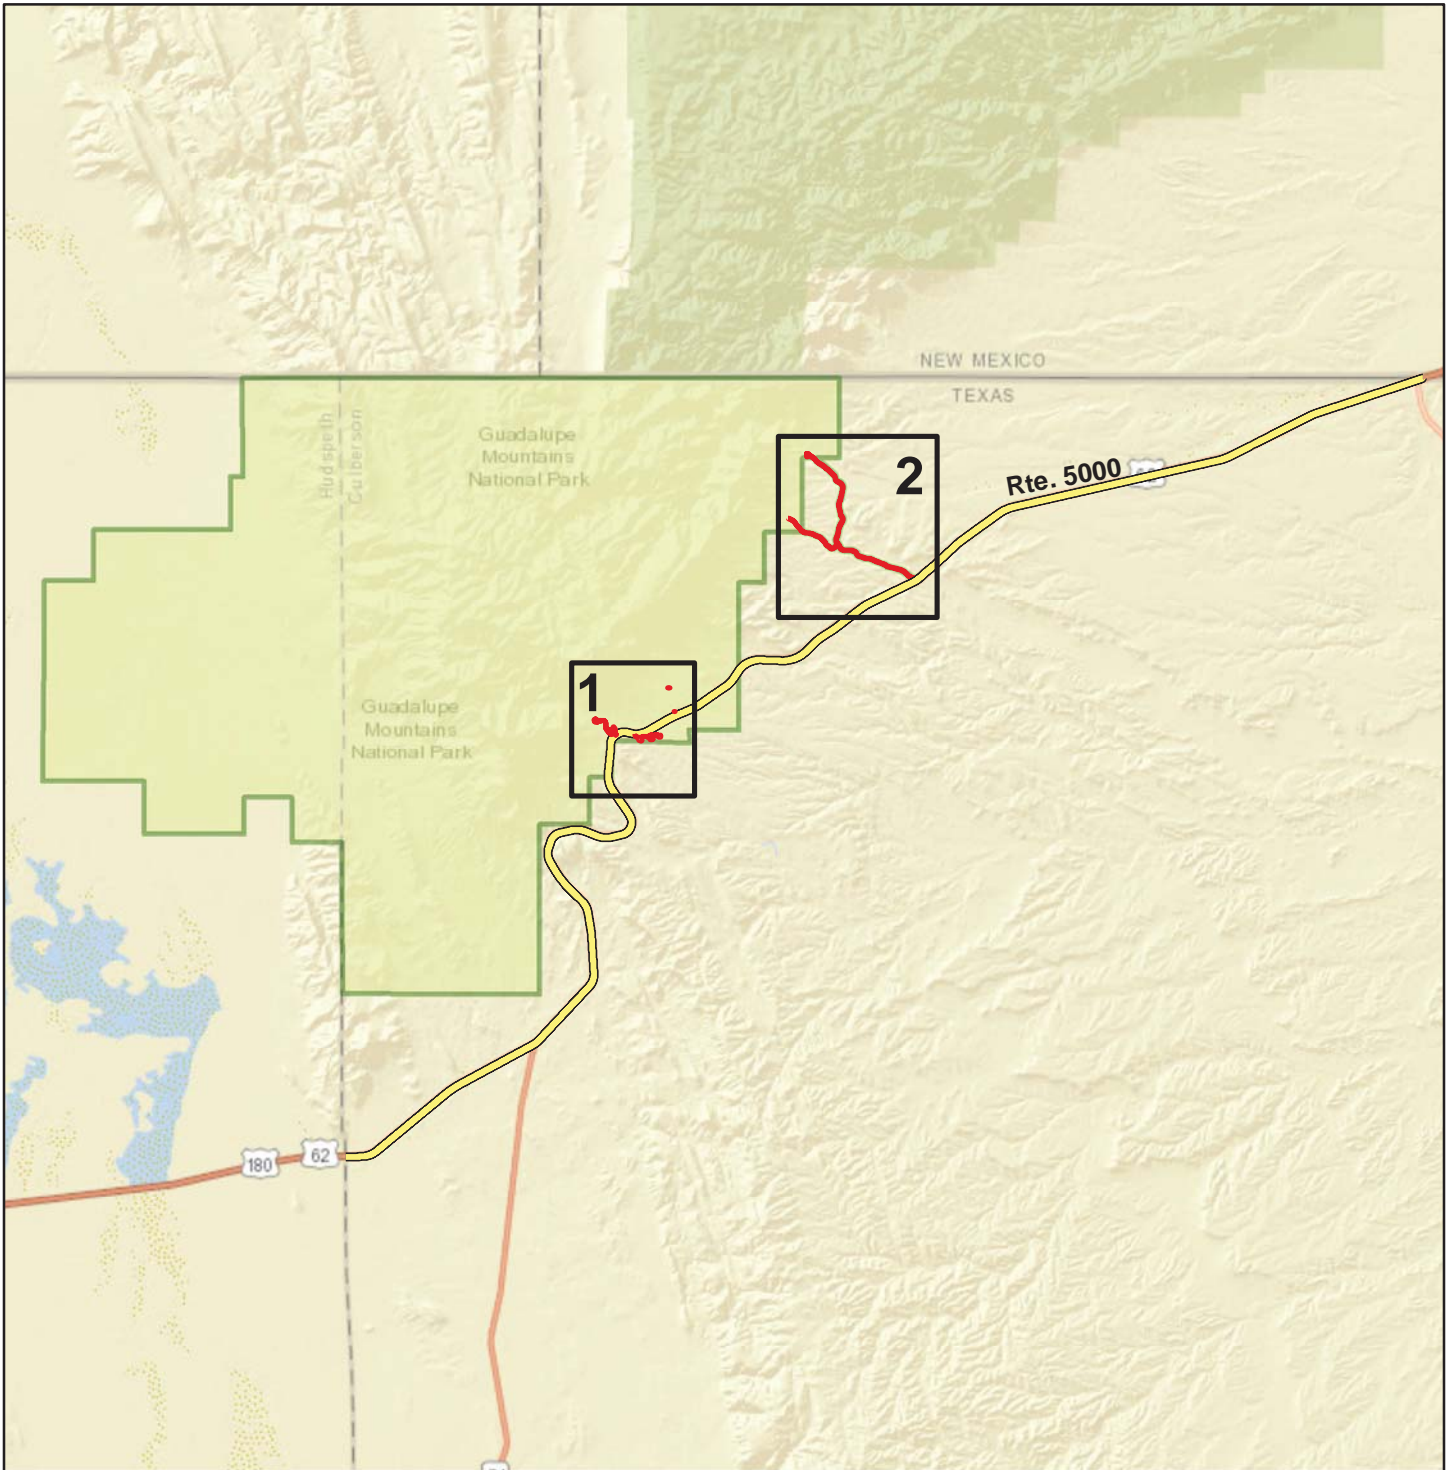 NEW MEXICO
TEXAS
Hudspeth
Culberson
Guadalupe
Mountains
National Park
2
Rte. 5000
1
Guadalupe
Mountains
National Park
180
62